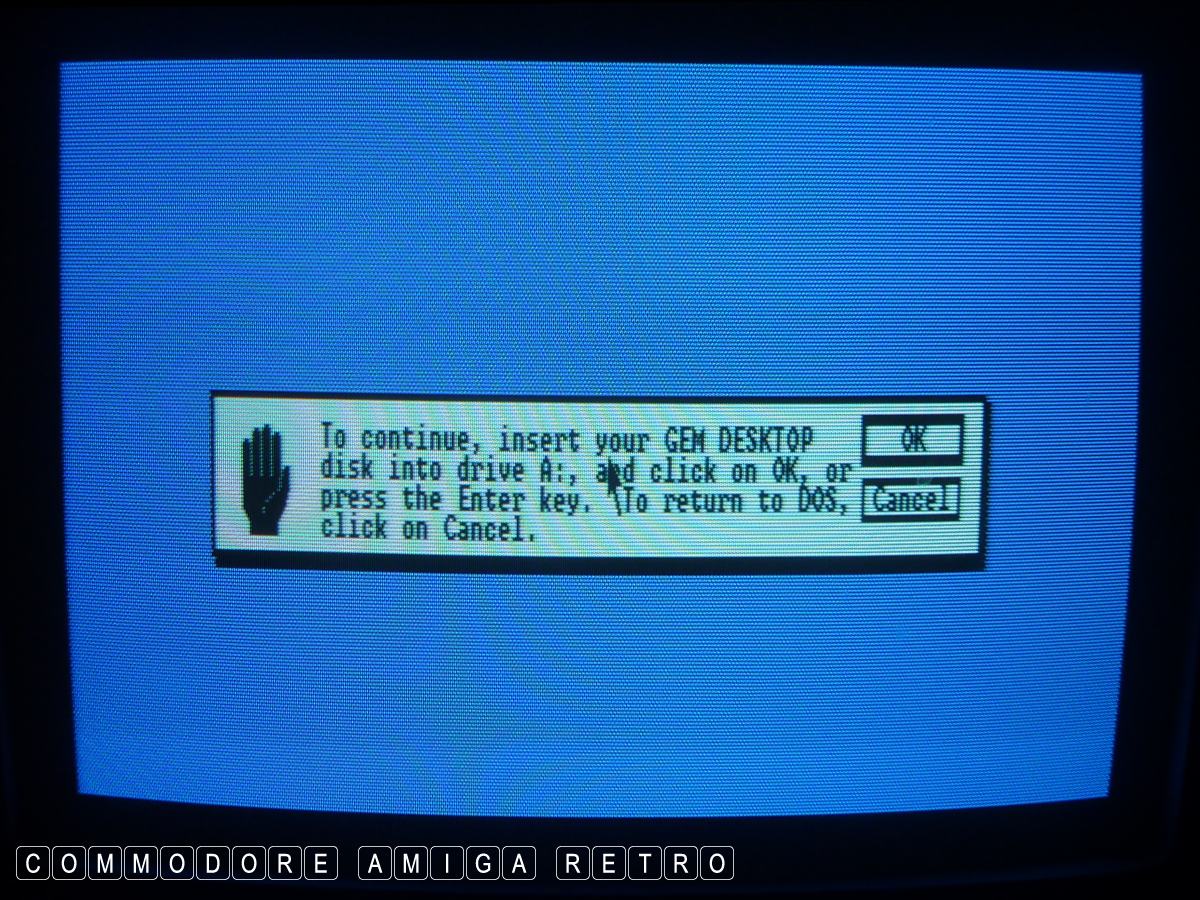 To continue, insert your GEM DESKTOP
disk into drive A:, and click on OK, or
press the Enter key. To return to DOS,
click on Cancel.
OK
Cancel
COMMODORE AMIGA RETRO